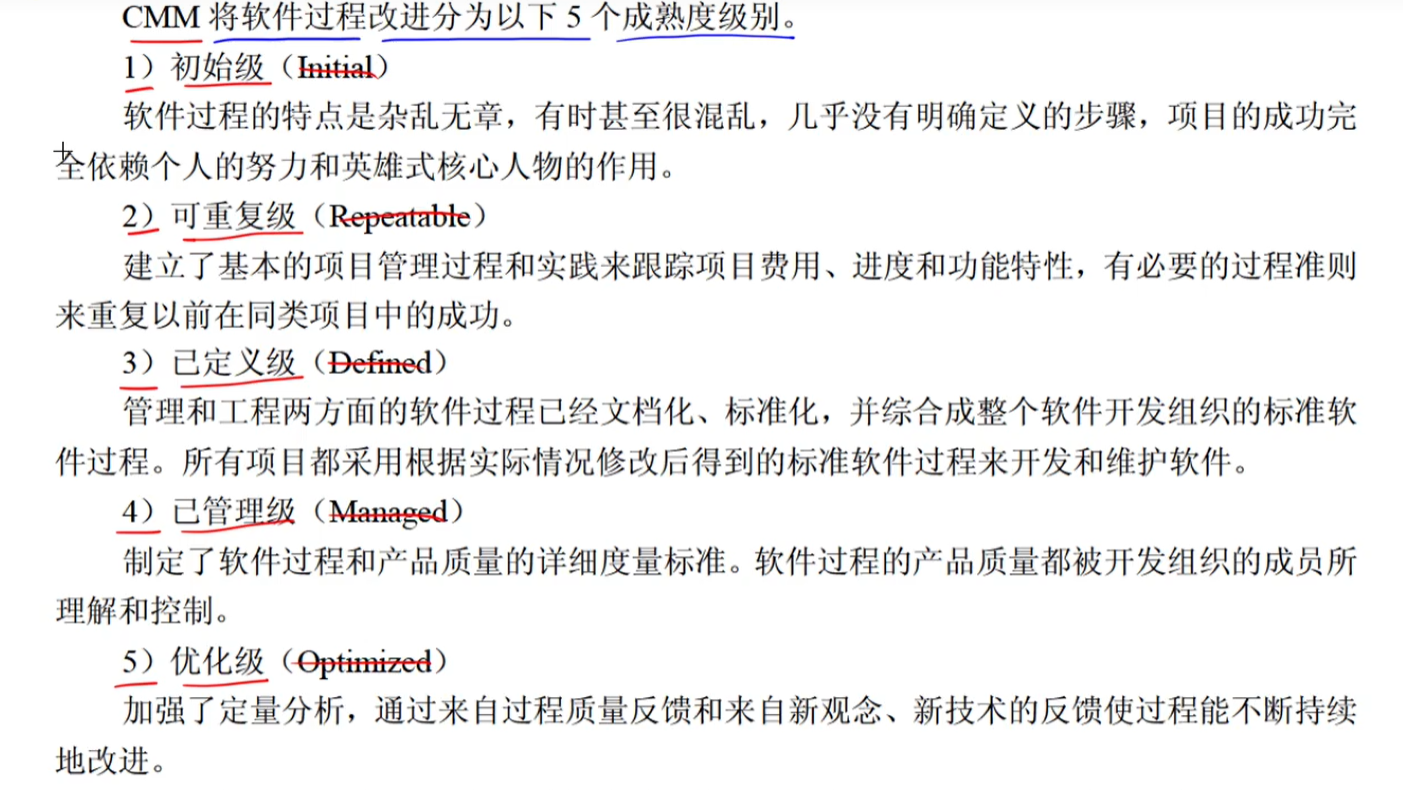 CMM 将软件过程改进分为以下 5 个成熟度级别。
1）初始级（Initial）
软件过程的特点是杂乱无章，有时甚至很混乱，几乎没有明确定义的步骤，项目的成功完
全依赖个人的努力和英雄式核心人物的作用。
2）可重复级（Repeatable）
建立了基本的项目管理过程和实践来跟踪项目费用、进度和功能特性，有必要的过程准则
来重复以前在同类项目中的成功。
3）已定义级（Defined）
管理和工程两方面的软件过程已经文档化、标准化，并综合成整个软件开发组织的标准软
件过程。所有项目都采用根据实际情况修改后得到的标准软件过程来开发和维护软件。
4）已管理级（Managed）
制定了软件过程和产品质量的详细度量标准。软件过程的产品质量都被开发组织的成员所
理解和控制。
5）优化级（Optimized）
加强了定量分析，通过来自过程质量反馈和来自新观念、新技术的反馈使过程能不断持续
地改进。